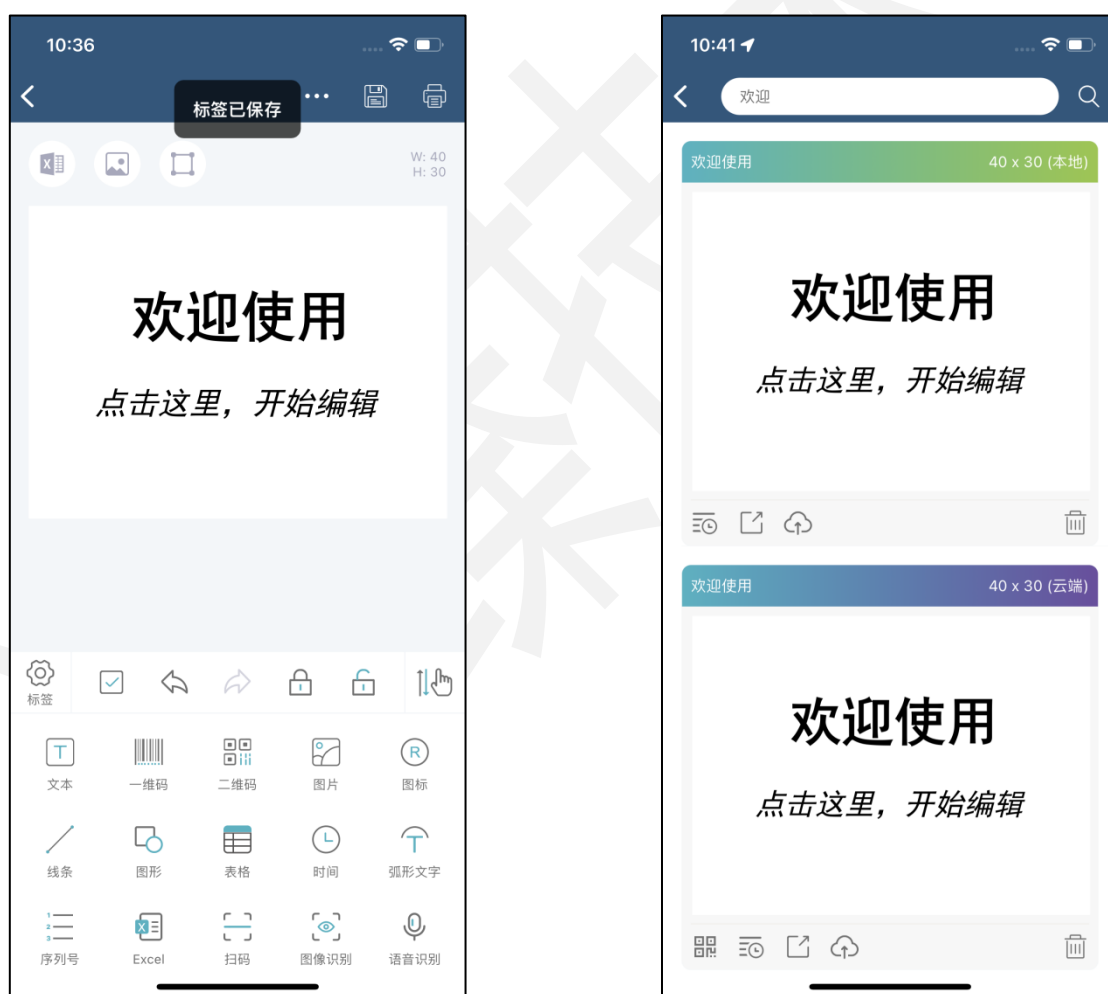 10:36
标签已保存
W: 40
H: 30
欢迎使用
点击这里，开始编辑
标签
文本
一维码
二维码
图片
图标
线条
图形
表格
时间
弧形文字
序列号
Excel
扫码
图像识别
语音识别
10:41
欢迎
欢迎使用 40 x 30 (本地)
欢迎使用
点击这里，开始编辑
欢迎使用 40 x 30 (云端)
欢迎使用
点击这里，开始编辑